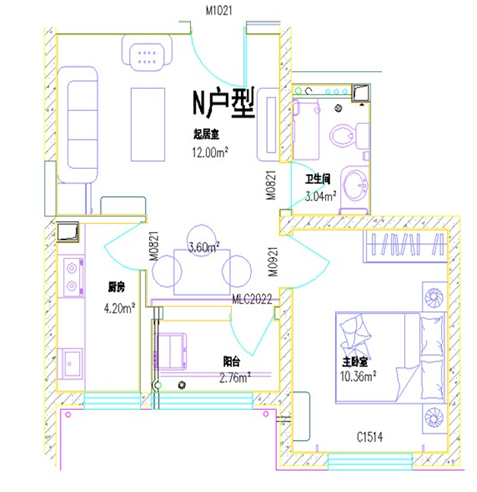 M1021
N户型
起居室
12.00m²
卫生间
3.04m²
M0821
M0821
3.60m²
M0921
厨房
4.20m²
MLC2022
阳台
2.76m²
主卧室
10.36m²
C1514